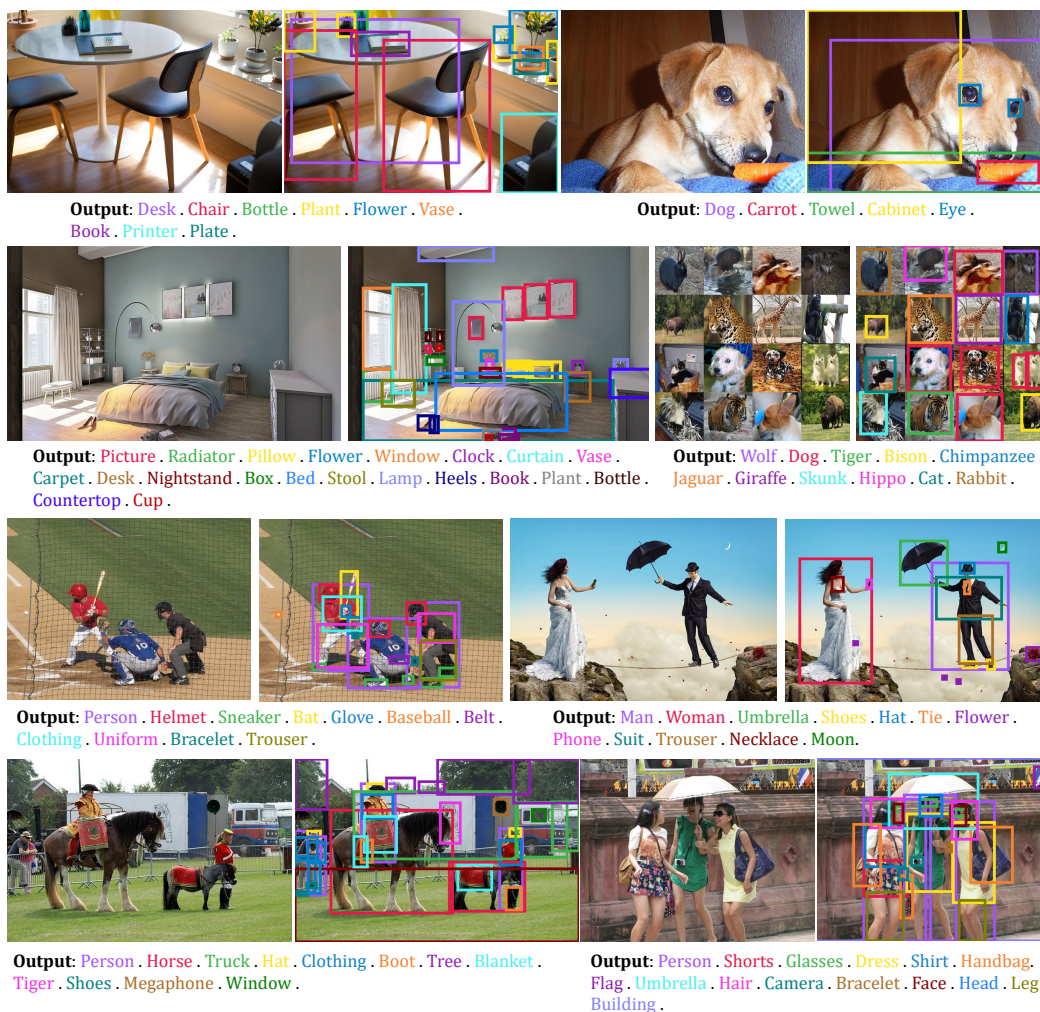 Output: Desk . Chair . Bottle . Plant . Flower . Vase .
Book . Printer . Plate .
Output: Dog . Carrot . Towel . Cabinet . Eye .
Output: Picture . Radiator . Pillow . Flower . Window . Clock . Curtain . Vase .
Carpet . Desk . Nightstand . Box . Bed . Stool . Lamp . Heels . Book . Plant . Bottle .
Countertop . Cup .
Output: Wolf . Dog . Tiger . Bison . Chimpanzee
Jaguar . Giraffe . Skunk . Hippo . Cat . Rabbit .
10
10
Output: Person . Helmet . Sneaker . Bat . Glove . Baseball . Belt .
Clothing . Uniform . Bracelet . Trouser .
Output: Man . Woman . Umbrella . Shoes . Hat . Tie . Flower .
Phone . Suit . Trouser . Necklace . Moon.
Output: Person . Horse . Truck . Hat . Clothing . Boot . Tree . Blanket .
Tiger . Shoes . Megaphone . Window .
Output: Person . Shorts . Glasses . Dress . Shirt . Handbag.
Flag . Umbrella . Hair . Camera . Bracelet . Face . Head . Leg
Building .